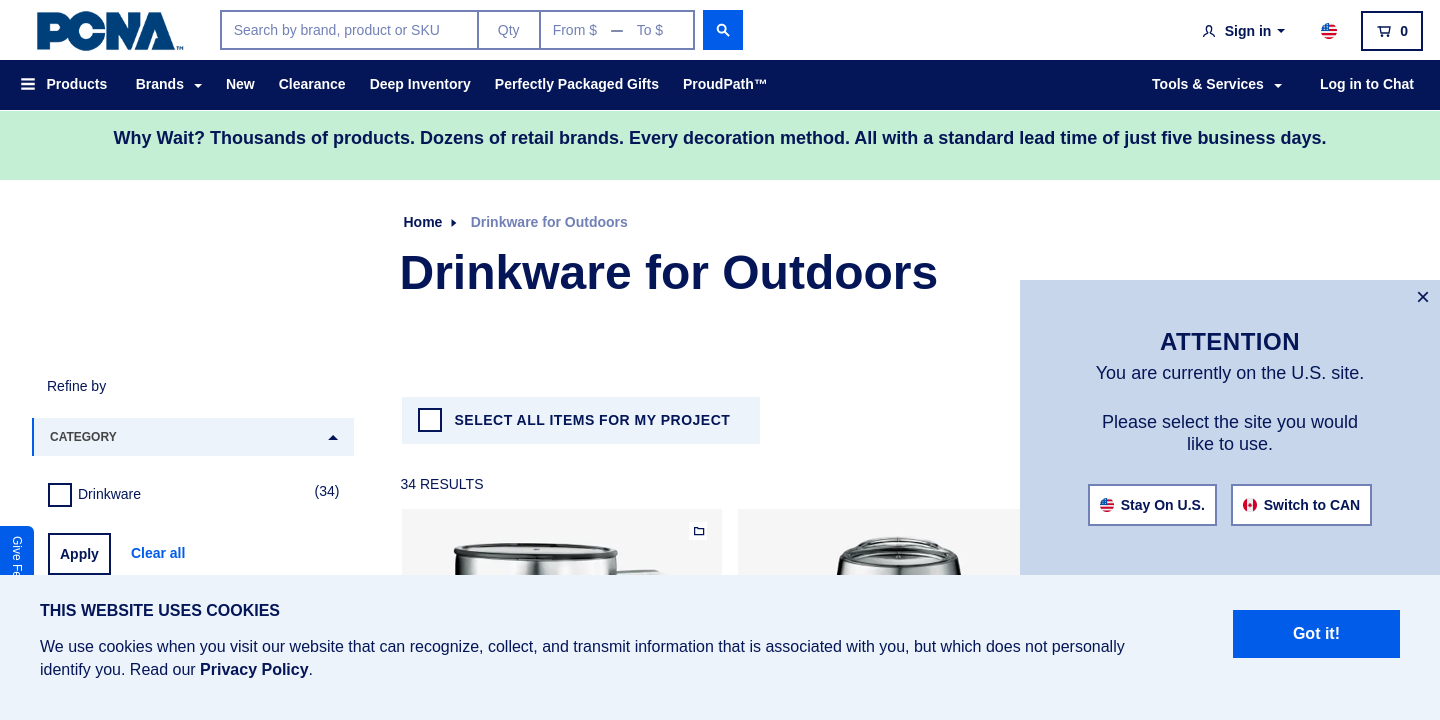 PCNA™
Search by brand, product or SKU
Qty
From $ — To $
Sign in
0
Products
Brands
New
Clearance
Deep Inventory
Perfectly Packaged Gifts
ProudPath™
Tools & Services
Log in to Chat
Why Wait? Thousands of products. Dozens of retail brands. Every decoration method. All with a standard lead time of just five business days.
Home
Drinkware for Outdoors
Drinkware for Outdoors
ATTENTION
You are currently on the U.S. site.
Please select the site you would
like to use.
Stay On U.S.
Switch to CAN
Refine by
CATEGORY
Drinkware
(34)
Apply
Clear all
SELECT ALL ITEMS FOR MY PROJECT
34 RESULTS
Give
THIS WEBSITE USES COOKIES
We use cookies when you visit our website that can recognize, collect, and transmit information that is associated with you, but which does not personally
identify you. Read our Privacy Policy.
Got it!